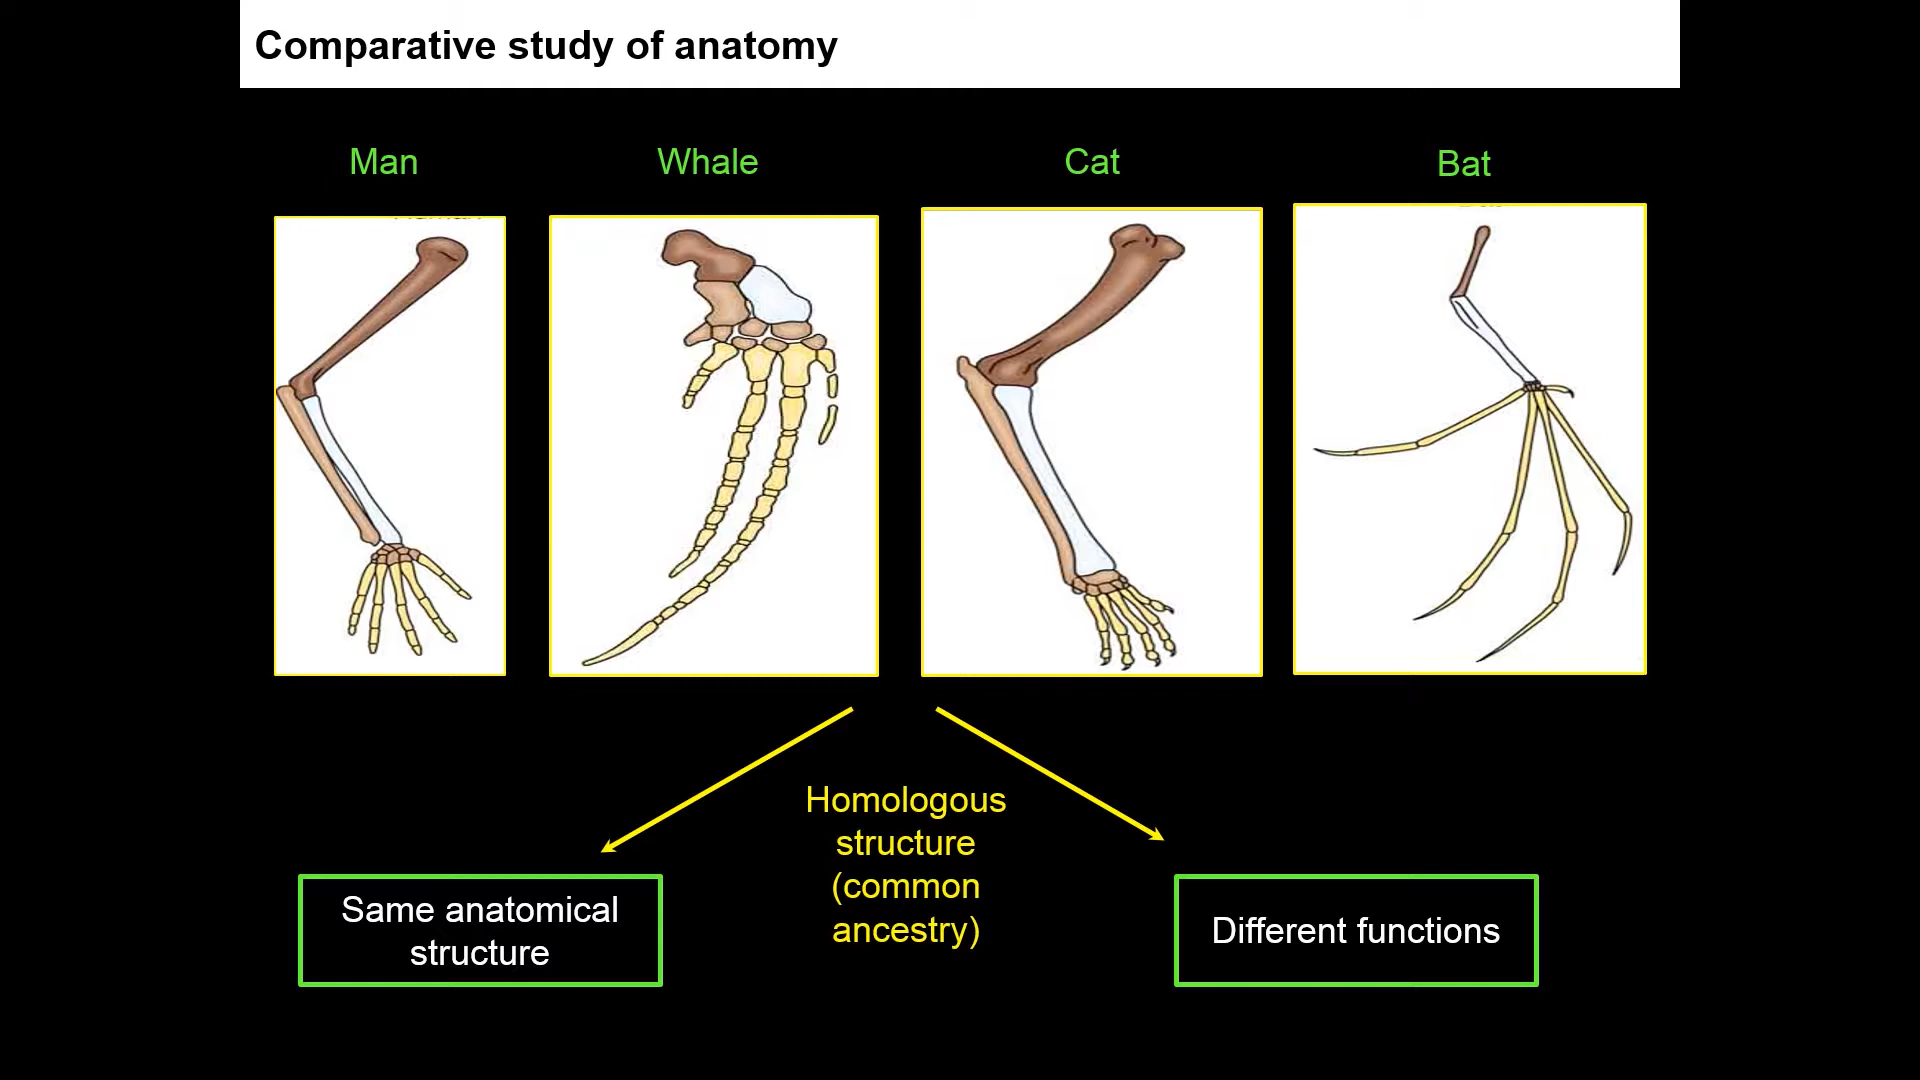 Comparative study of anatomy
Man
Whale
Cat
Bat
Homologous
structure
(common
ancestry)
Same anatomical
structure
Different functions